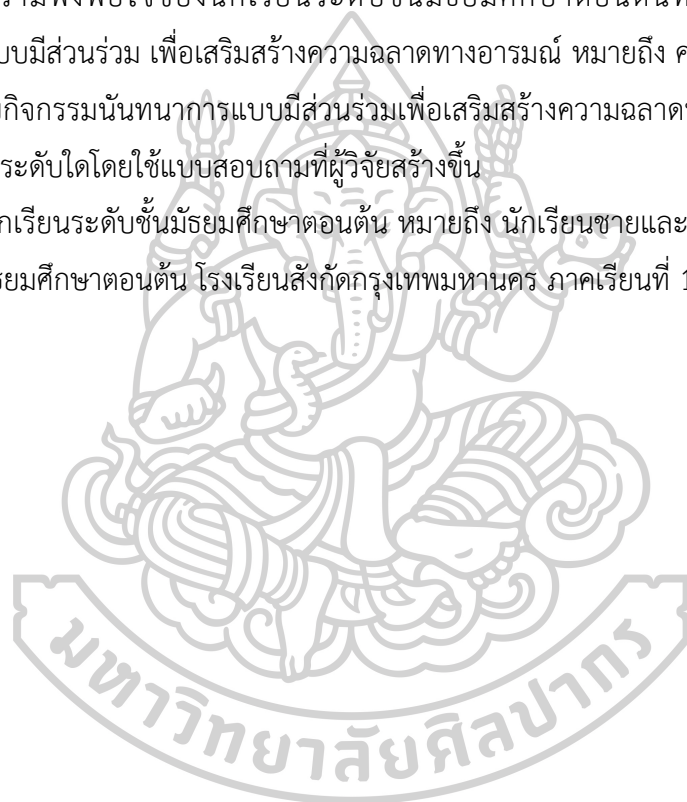 ามพึงพอใจของนักเรียนระดับชั้นมัธยมศึกษาตอนต้นที่
บบมีส่วนร่วม เพื่อเสริมสร้างความฉลาดทางอารมณ์ หมายถึง ค
กิจกรรมนันทนาการแบบมีส่วนร่วมเพื่อเสริมสร้างความฉลาด
ระดับใดโดยใช้แบบสอบถามที่ผู้วิจัยสร้างขึ้น
กเรียนระดับชั้นมัธยมศึกษาตอนต้น หมายถึง นักเรียนชายและ
ธยมศึกษาตอนต้น โรงเรียนสังกัดกรุงเทพมหานคร ภาคเรียนที่ 1
มหาวิทยาลัยศิลปากร